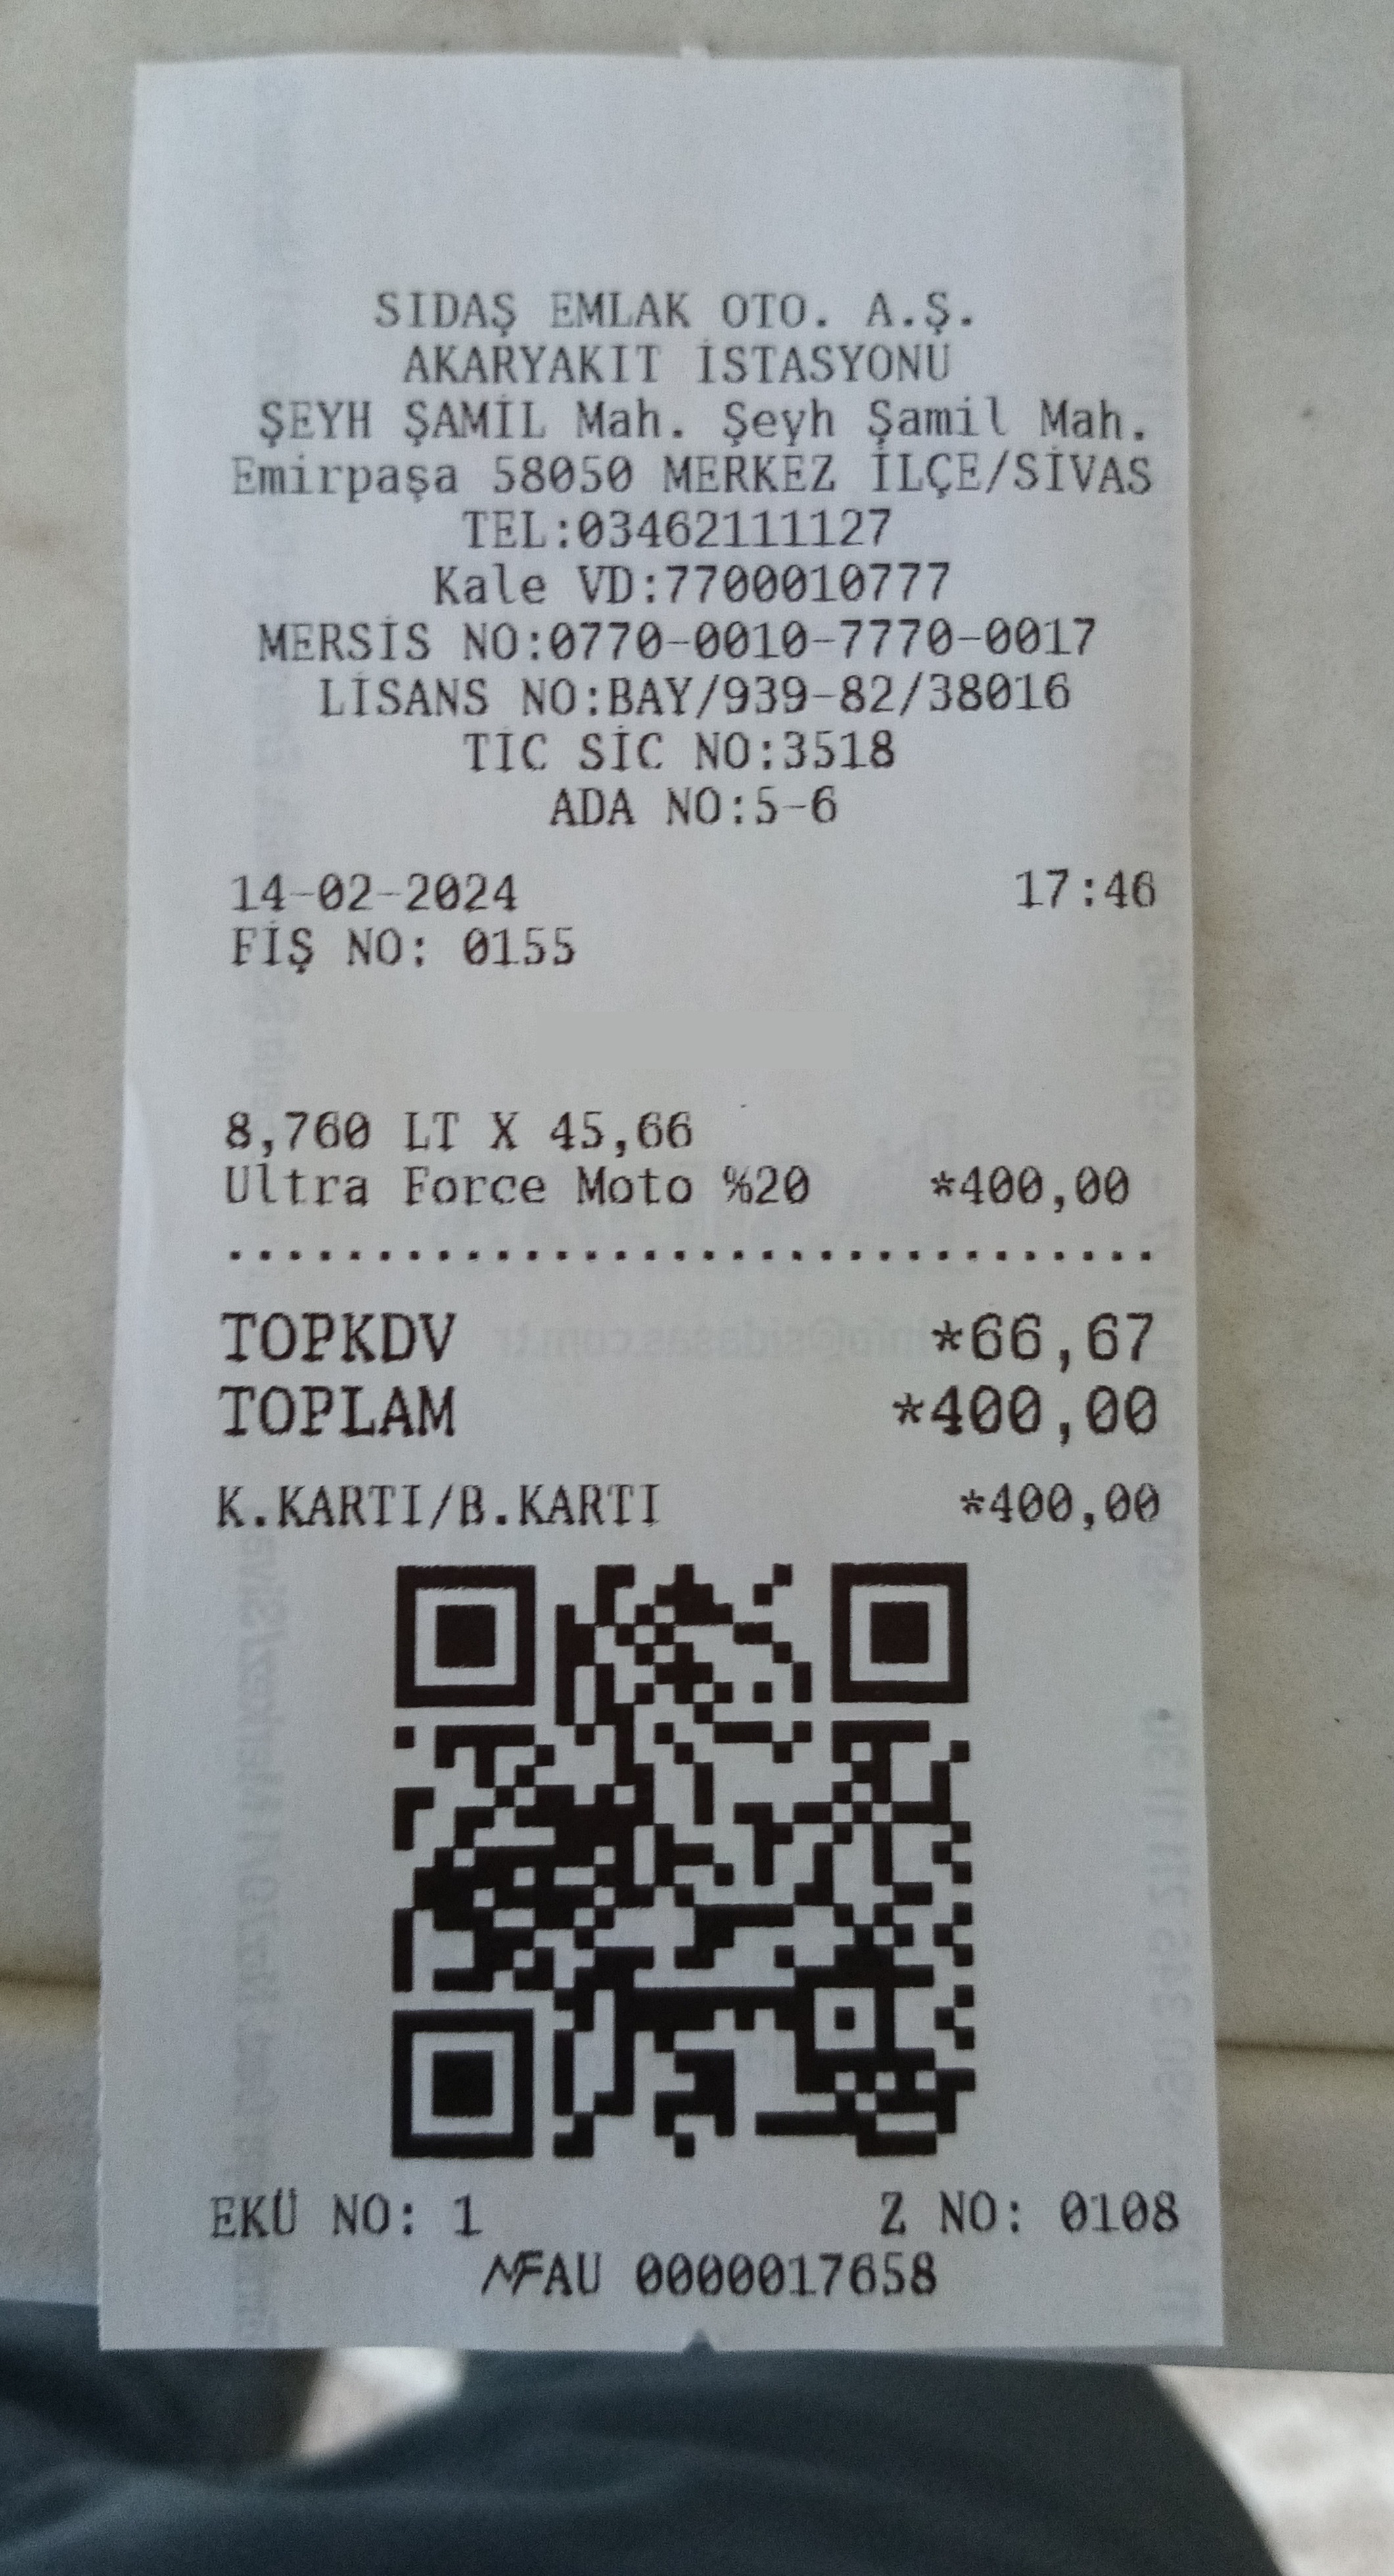 SIDAŞ EMLAK OTO. A.Ş.
AKARYAKIT İSTASYONU
ŞEYH ŞAMİL Mah. Şeyh Şamil Mah.
Emirpaşa 58050 MERKEZ İLÇE/SİVAS
TEL:03462111127
Kale VD:7700010777
MERSİS NO:0770-0010-7770-0017
LİSANS NO:BAY/939-82/38016
TİC SİC NO:3518
ADA NO:5-6
14-02-2024 17:46
FİŞ NO: 0155
8,760 LT X 45,66
Ultra Force Moto %20 *400,00
TOPKDV *66,67
TOPLAM *400,00
K.KARTI/B.KARTI *400,00
EKÜ NO: 1 Z NO: 0108
MF AU 0000017658